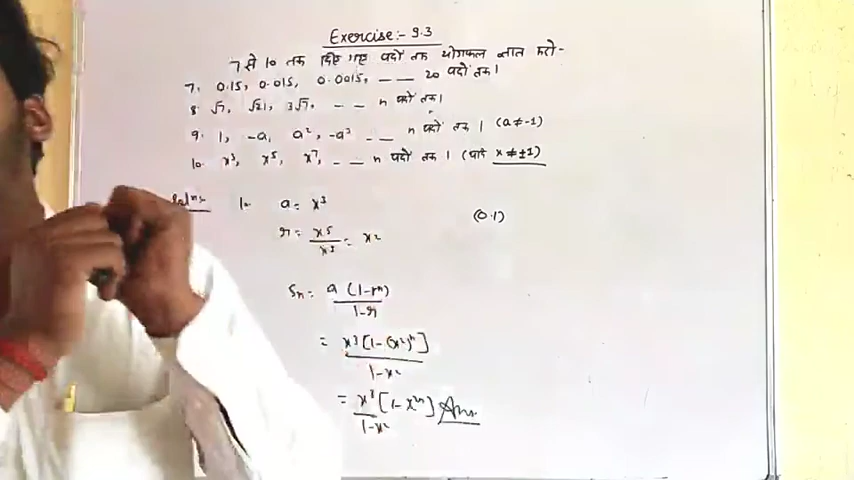 Exercise:- 9.3
7 से 10 तक दिए गए पदों तक योगफल ज्ञात करो-
7. 0.15, 0.015, 0.0015, - - - 20 पदों तक।
8. √7, √21, 3√7, - - - n पदों तक।
9. 1, -a, a², -a³ - - - n पदों तक। (a≠-1)
10. x³, x⁵, x⁷, - - - n पदों तक। (यदि x≠±1)
Soln:- 10. a = x³
(0.1)
r = x⁵/x³ = x²
Sn = a(1-rⁿ)/1-r
= x³[1-(x²)ⁿ]/1-x²
= x³/1-x² [1-x²ⁿ] Ans.